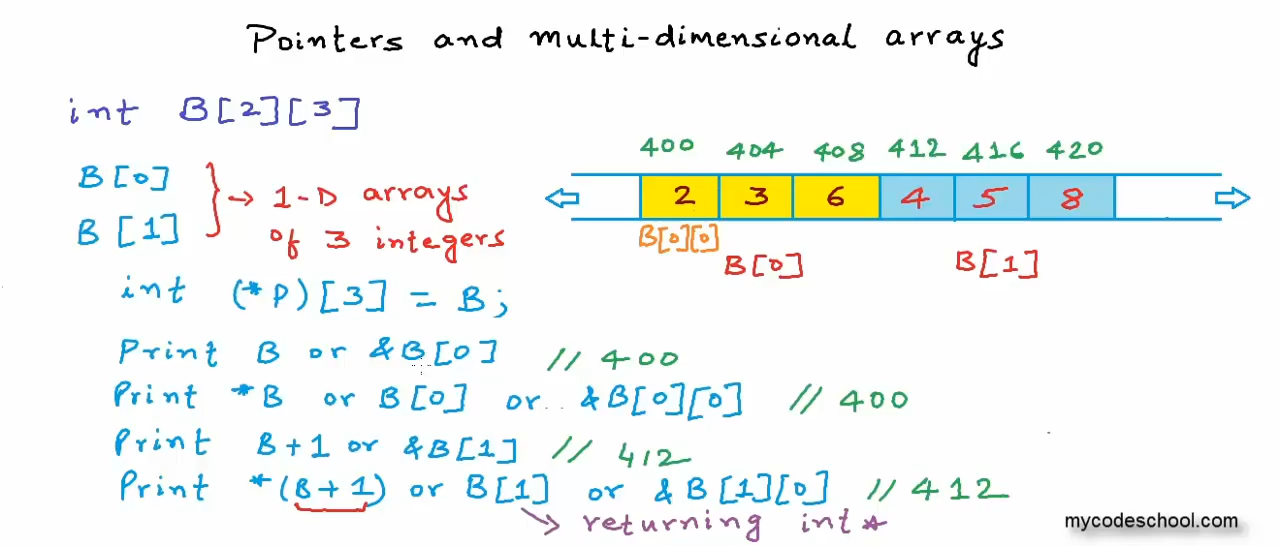 Pointers and multi-dimensional arrays
int B[2][3]
400 404 408 412 416 420
2 3 6 4 5 8
B[0][0]
B[0] B[1]
B[0]
B[1]
→ 1-D arrays
of 3 integers
int (*P)[3] = B;
Print B or &B[0] // 400
Print *B or B[0] or &B[0][0] // 400
Print B+1 or &B[1] // 412
Print *(B+1) or B[1] or &B[1][0] // 412
returning int *
mycodeschool.com